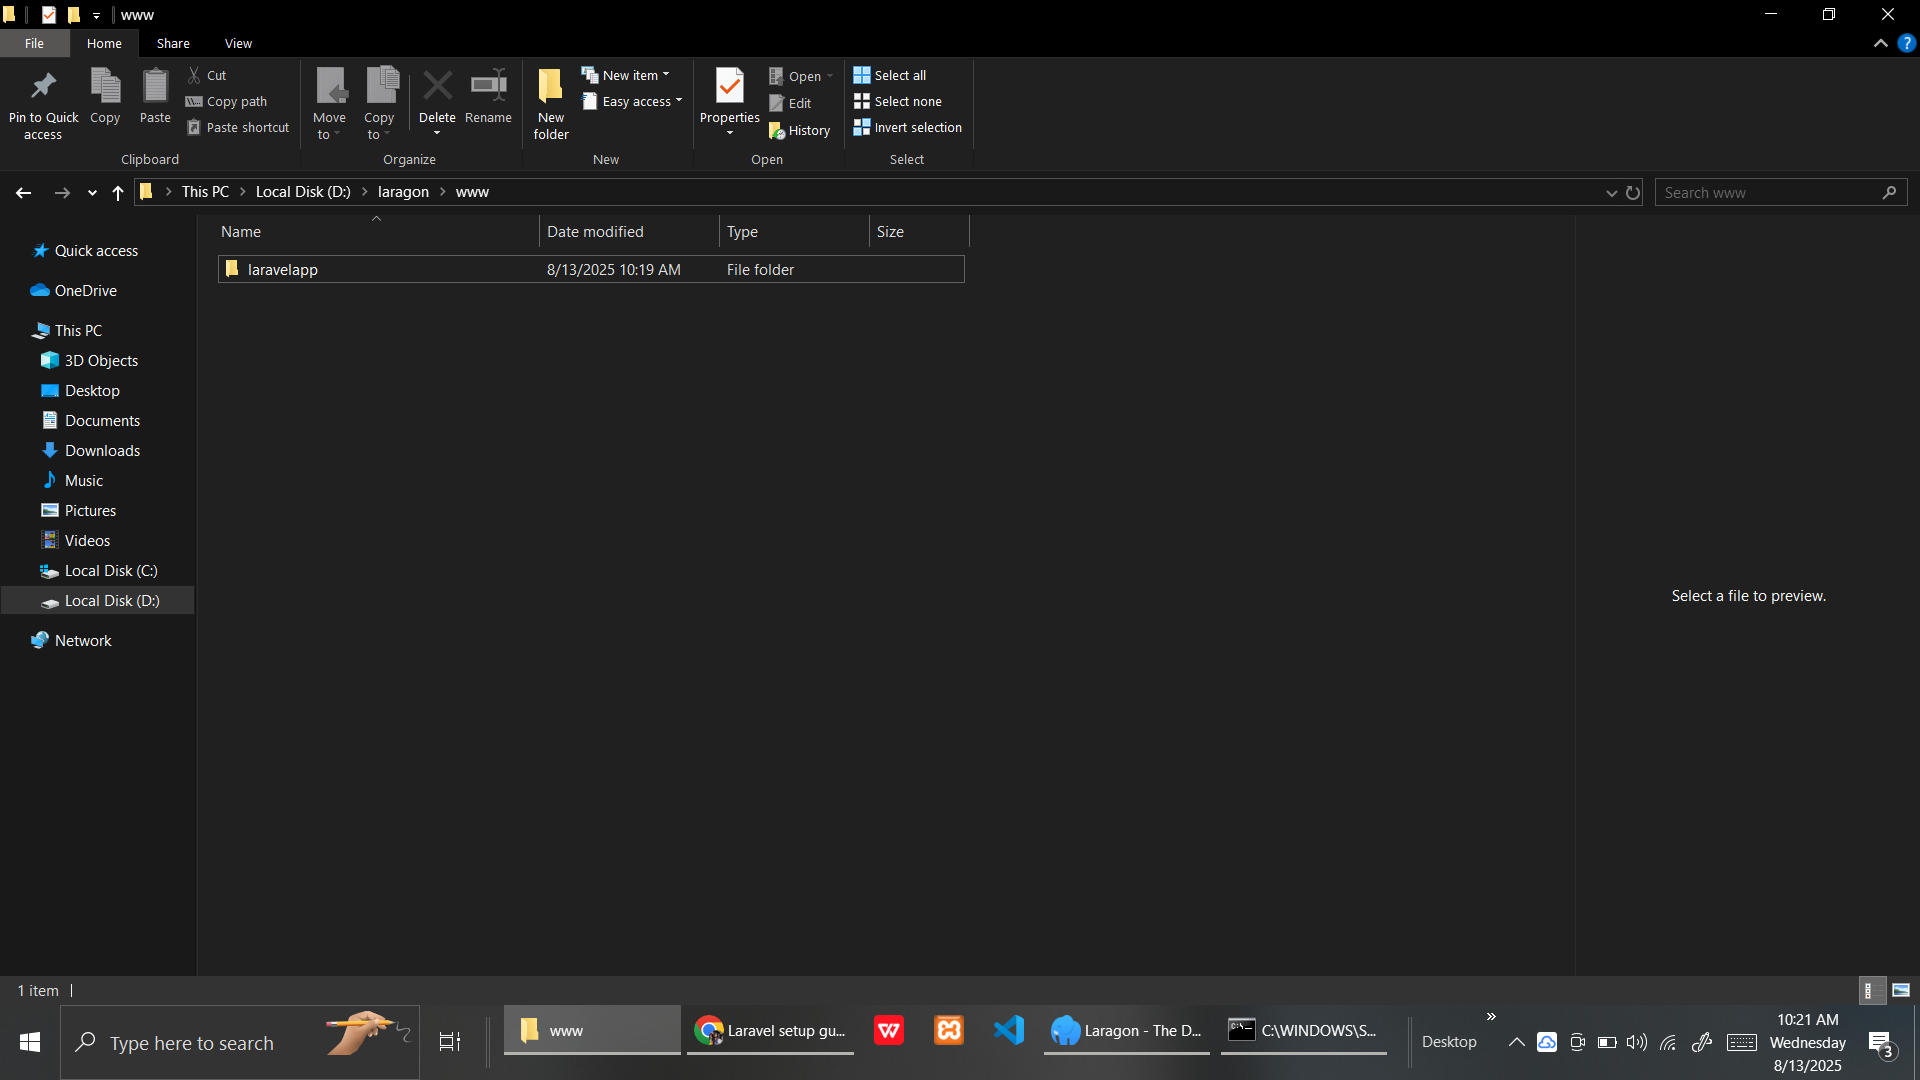 www
File
Home
Share
View
Pin to Quick
access
Copy
Paste
Cut
Copy path
Paste shortcut
Clipboard
Move
to
Copy
to
Delete
Rename
Organize
New
folder
New item
Easy access
New
Properties
Open
Edit
History
Open
Select all
Select none
Invert selection
Select
This PC
Local Disk (D:)
laragon
www
Search www
Name
Date modified
Type
Size
laravelapp
8/13/2025 10:19 AM
File folder
Quick access
OneDrive
This PC
3D Objects
Desktop
Documents
Downloads
Music
Pictures
Videos
Local Disk (C:)
Local Disk (D:)
Network
Select a file to preview.
1 item
Type here to search
www
Laravel setup gu...
Laragon - The D...
C:\WINDOWS\S...
Desktop
10:21 AM
Wednesday
8/13/2025
3